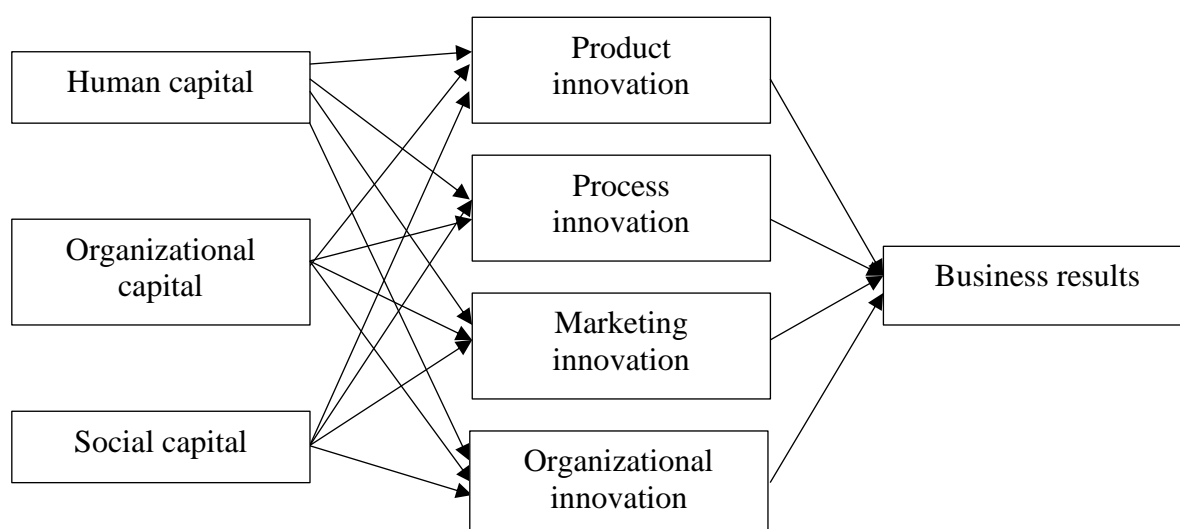 Human capital
Organizational
capital
Social capital
Product
innovation
Process
innovation
Marketing
innovation
Organizational
innovation
Business results